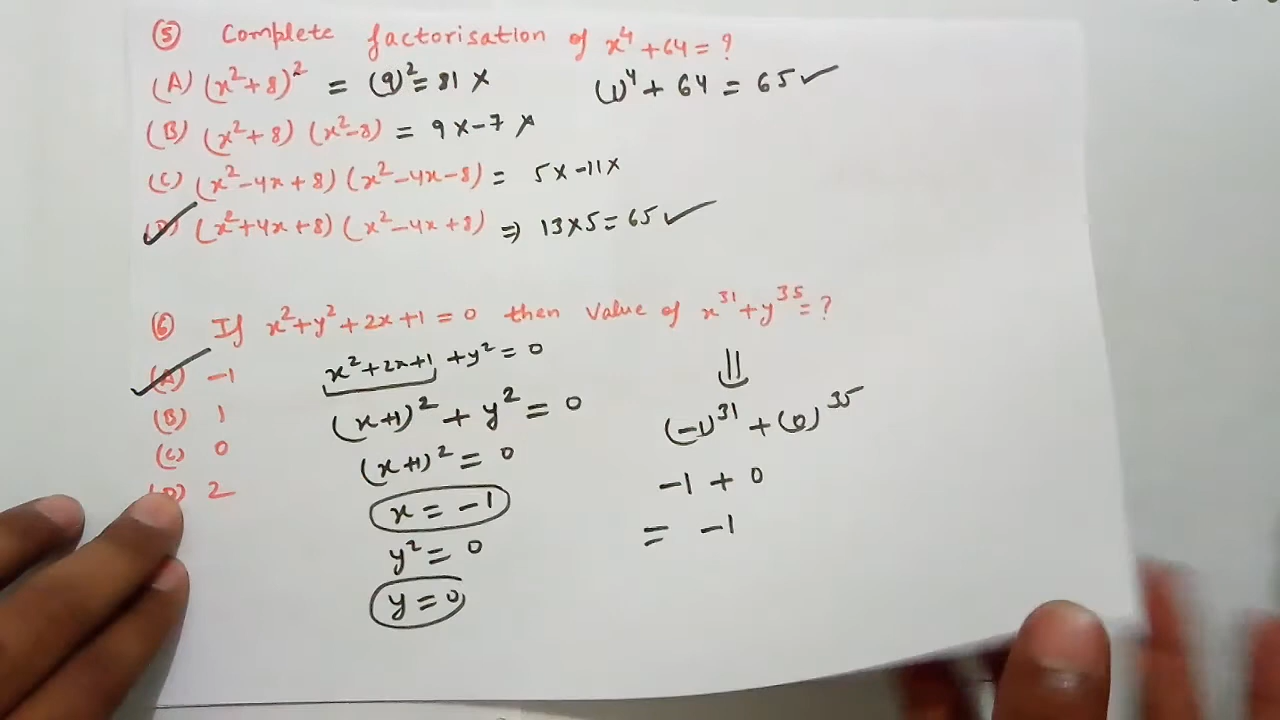 ⑤ Complete factorisation of x⁴ + 64 = ?
(A) (x²+8)² = (9)² = 81 ×
(1)⁴ + 64 = 65 ✓
(B) (x²+8) (x²-8) = 9 × -7 ×
(C) (x²-4x+8) (x²-4x-8) = 5 × -11 ×
(D) (x²+4x+8) (x²-4x+8) ⇒ 13×5 = 65 ✓
⑥ If x²+y²+2x+1 = 0 then value of x³¹+y³⁵ = ?
(A) -1
(B) 1
(C) 0
(D) 2
x²+2x+1 + y² = 0
(x+1)² + y² = 0
(x+1)² = 0
x = -1
y² = 0
y = 0
⇓
(-1)³¹ + (0)³⁵
-1 + 0
= -1